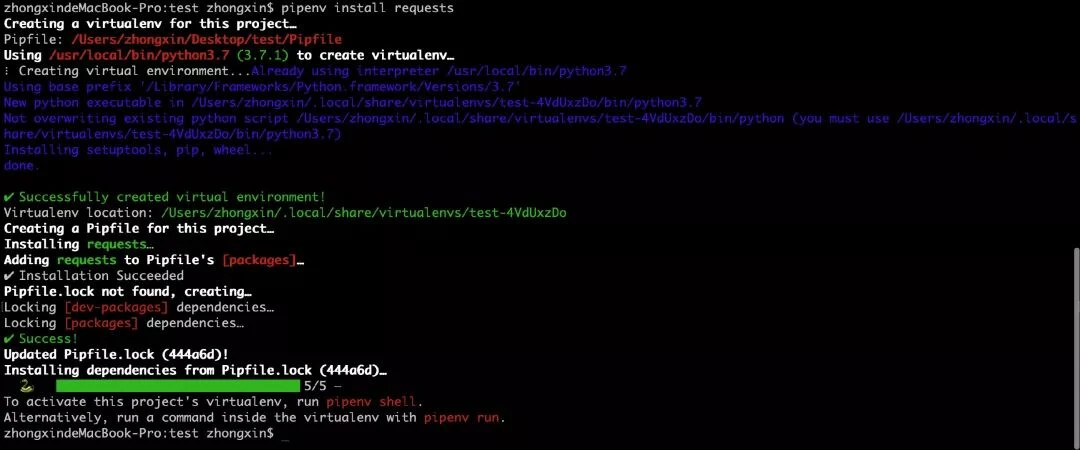 zhongxindeMacBook-Pro:test zhongxin$ pipenv install requests
Creating a virtualenv for this project…
Pipfile: /Users/zhongxin/Desktop/test/Pipfile
Using /usr/local/bin/python3.7 (3.7.1) to create virtualenv…
⠇ Creating virtual environment...Already using interpreter /usr/local/bin/python3.7
Using base prefix '/Library/Frameworks/Python.framework/Versions/3.7'
New python executable in /Users/zhongxin/.local/share/virtualenvs/test-4VdUxzDo/bin/python3.7
Not overwriting existing python script /Users/zhongxin/.local/share/virtualenvs/test-4VdUxzDo/bin/python (you must use /Users/zhongxin/.local/s
hare/virtualenvs/test-4VdUxzDo/bin/python3.7)
Installing setuptools, pip, wheel...
done.
✔ Successfully created virtual environment!
Virtualenv location: /Users/zhongxin/.local/share/virtualenvs/test-4VdUxzDo
Creating a Pipfile for this project…
Installing requests…
Adding requests to Pipfile's [packages]…
✔ Installation Succeeded
Pipfile.lock not found, creating…
Locking [dev-packages] dependencies…
Locking [packages] dependencies…
✔ Success!
Updated Pipfile.lock (444a6d)!
Installing dependencies from Pipfile.lock (444a6d)…
🐍 5/5 —
To activate this project's virtualenv, run pipenv shell.
Alternatively, run a command inside the virtualenv with pipenv run.
zhongxindeMacBook-Pro:test zhongxin$ _